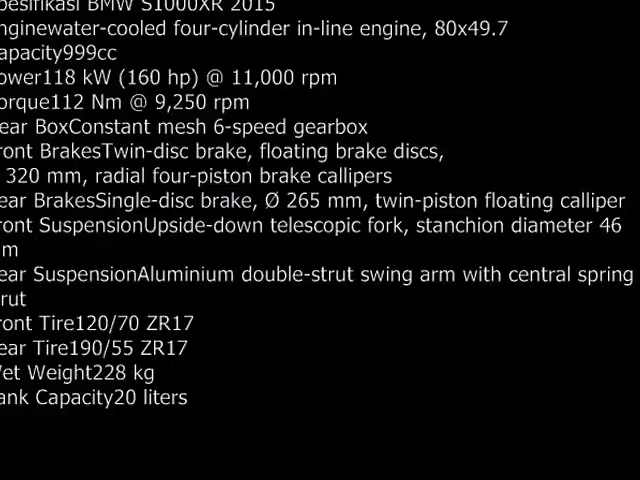 pesifikasi BMW S1000XR 2015
nginewater-cooled four-cylinder in-line engine, 80x49.7
apacity999cc
ower118 kW (160 hp) @ 11,000 rpm
orque112 Nm @ 9,250 rpm
ear BoxConstant mesh 6-speed gearbox
ront BrakesTwin-disc brake, floating brake discs,
320 mm, radial four-piston brake callipers
ear BrakesSingle-disc brake, Ø 265 mm, twin-piston floating calliper
ront SuspensionUpside-down telescopic fork, stanchion diameter 46
m
ear SuspensionAluminium double-strut swing arm with central spring
rut
ront Tire120/70 ZR17
ear Tire190/55 ZR17
et Weight228 kg
ank Capacity20 liters